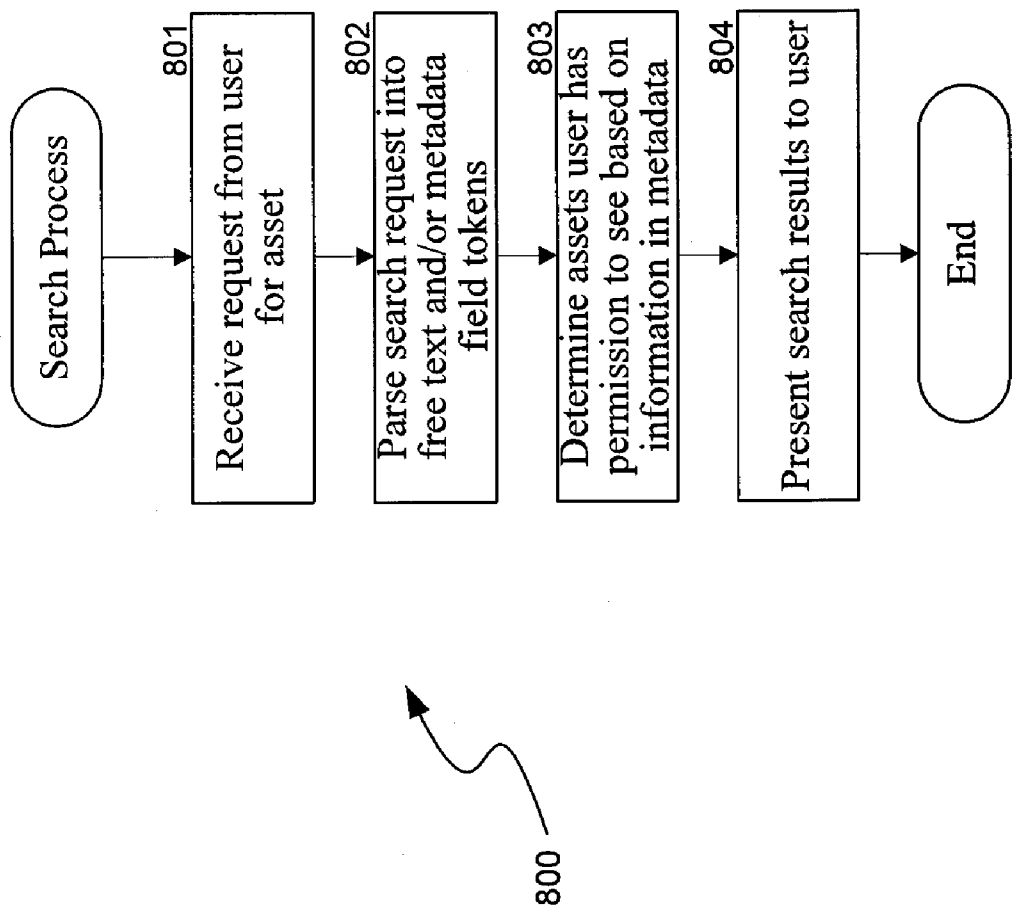 Search Process
801
Receive request from user
for asset
802
Parse search request into
free text and/or metadata
field tokens
803
Determine assets user has
permission to see based on
information in metadata
804
Present search results to user
End
800